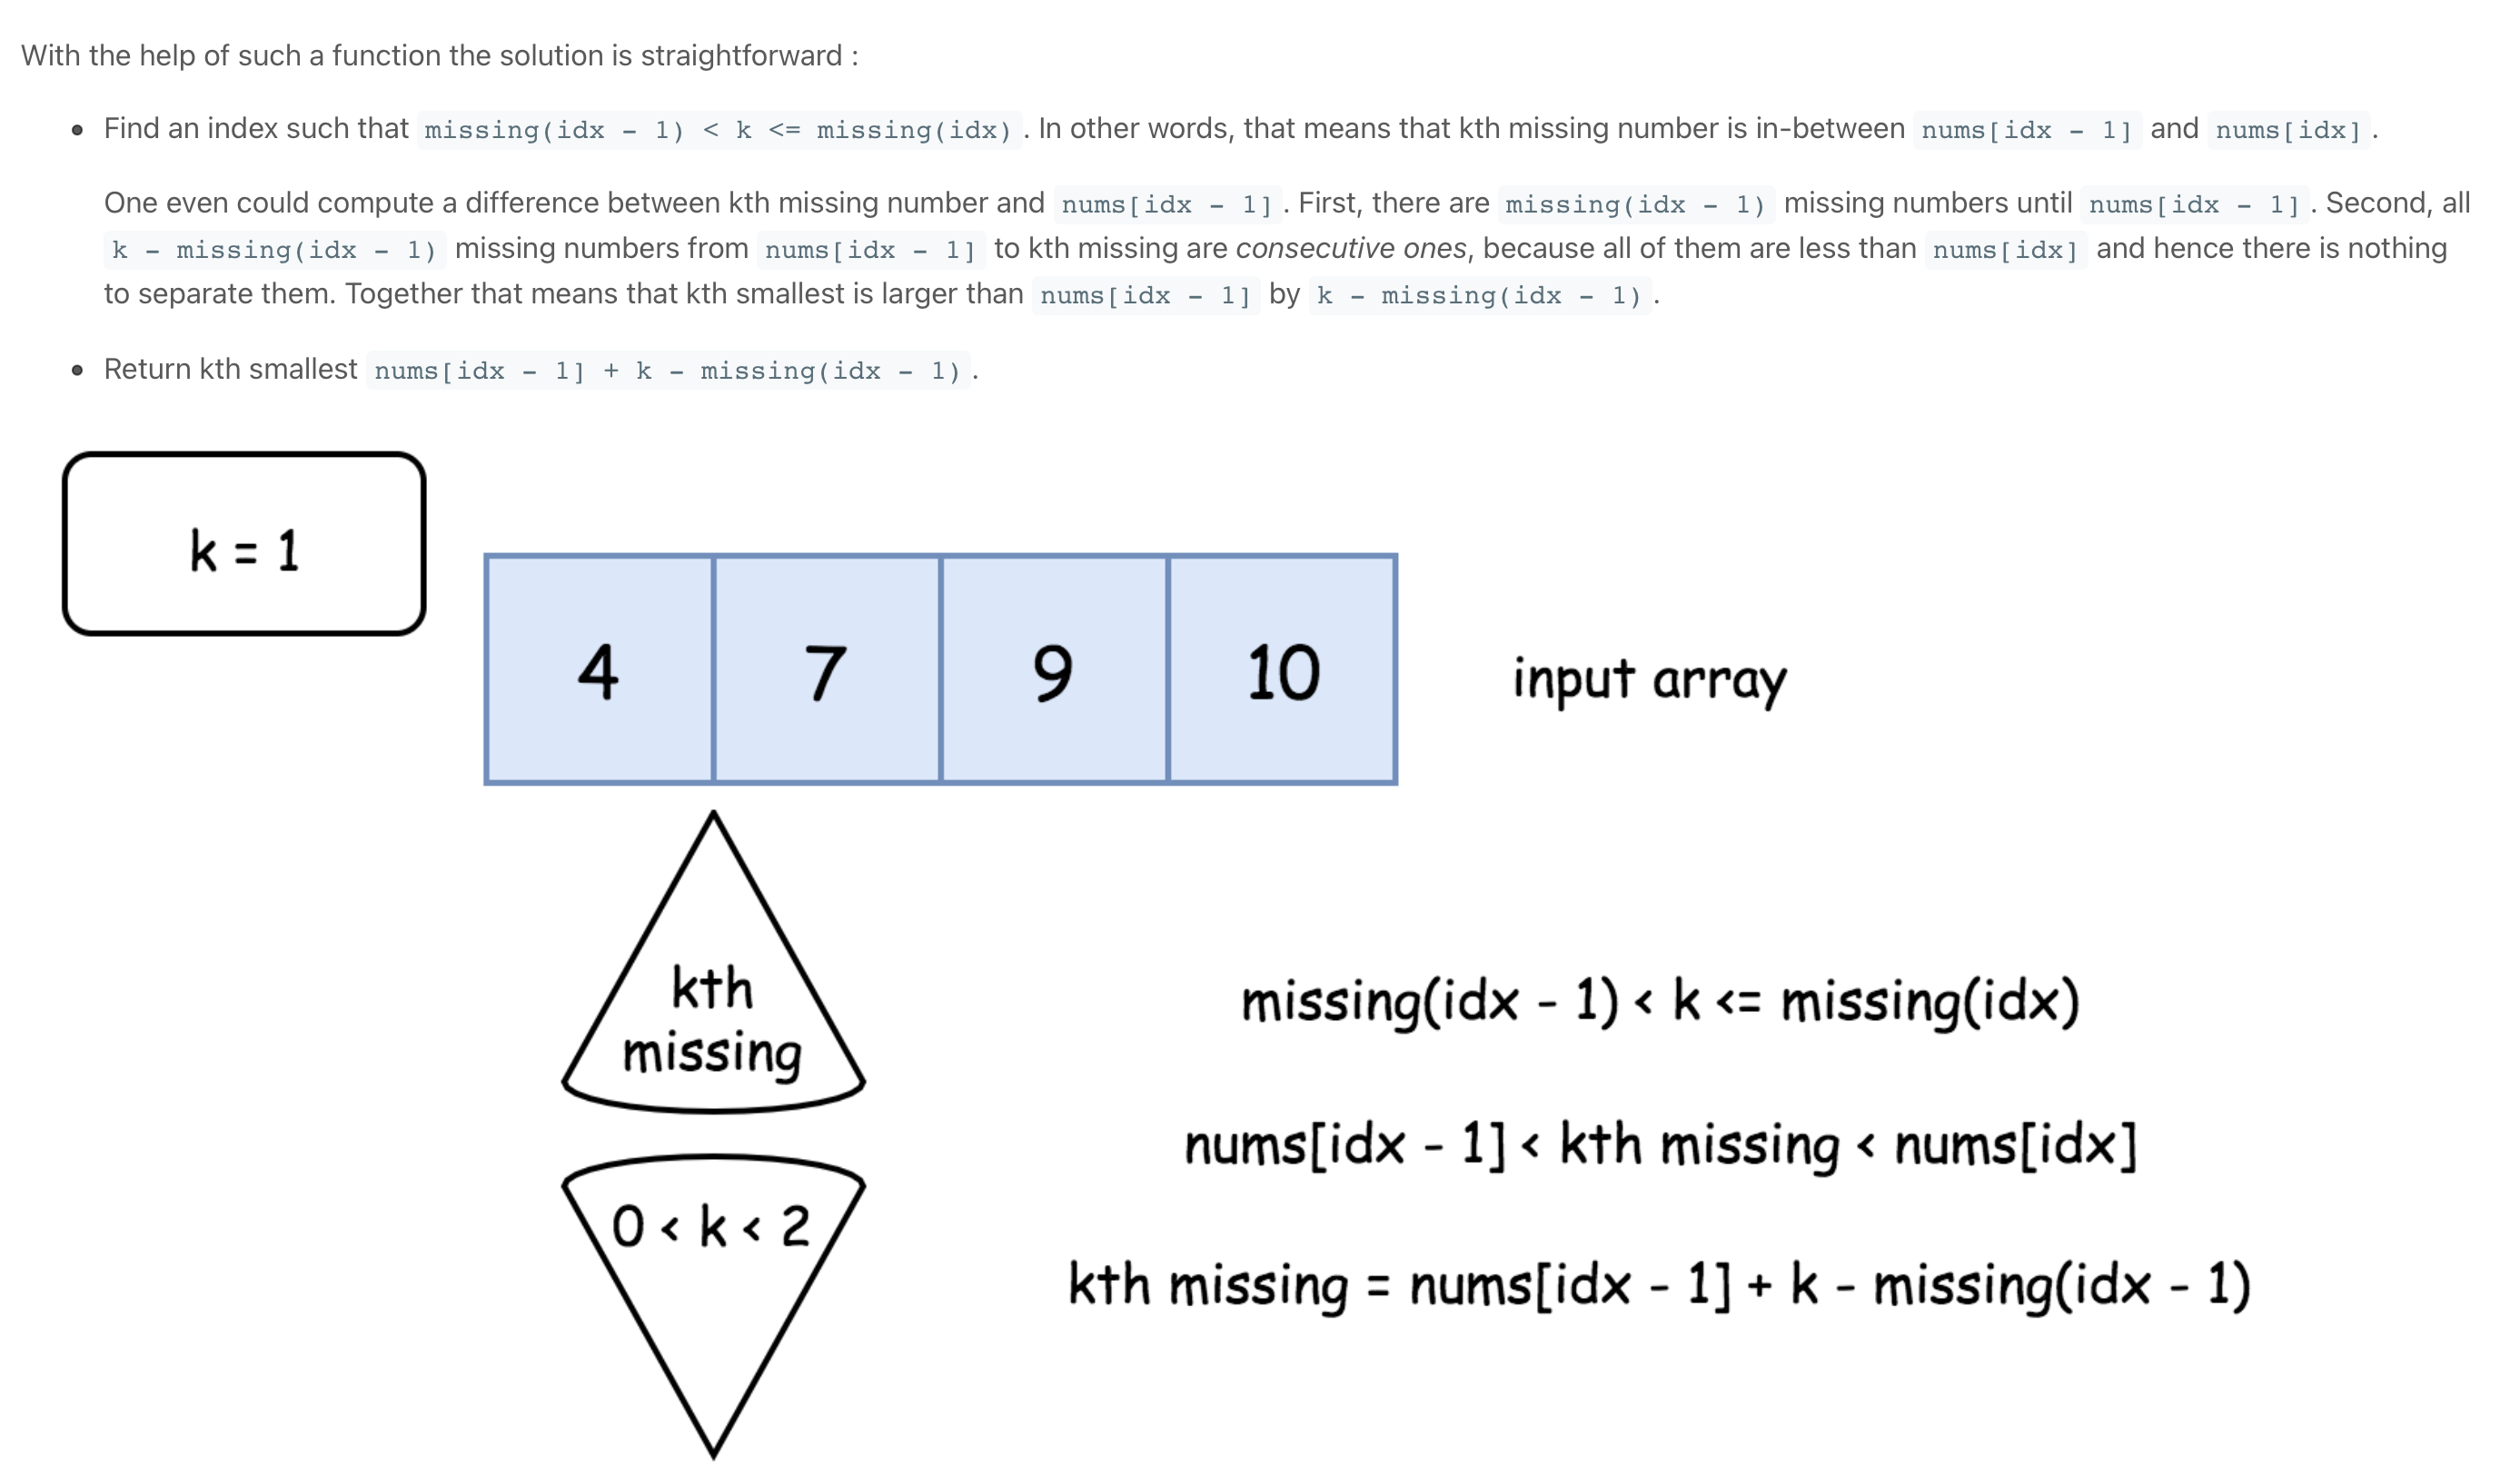 With the help of such a function the solution is straightforward :
Find an index such that missing(idx - 1) < k <= missing(idx) . In other words, that means that kth missing number is in-between nums[idx - 1] and nums[idx] .
One even could compute a difference between kth missing number and nums[idx - 1] . First, there are missing(idx - 1) missing numbers until nums[idx - 1] . Second, all
k - missing(idx - 1) missing numbers from nums[idx - 1] to kth missing are consecutive ones, because all of them are less than nums[idx] and hence there is nothing
to separate them. Together that means that kth smallest is larger than nums[idx - 1] by k - missing(idx - 1) .
Return kth smallest nums[idx - 1] + k - missing(idx - 1) .
k = 1
4 7 9 10
input array
kth
missing
0 < k < 2
missing(idx - 1) < k <= missing(idx)
nums[idx - 1] < kth missing < nums[idx]
kth missing = nums[idx - 1] + k - missing(idx - 1)